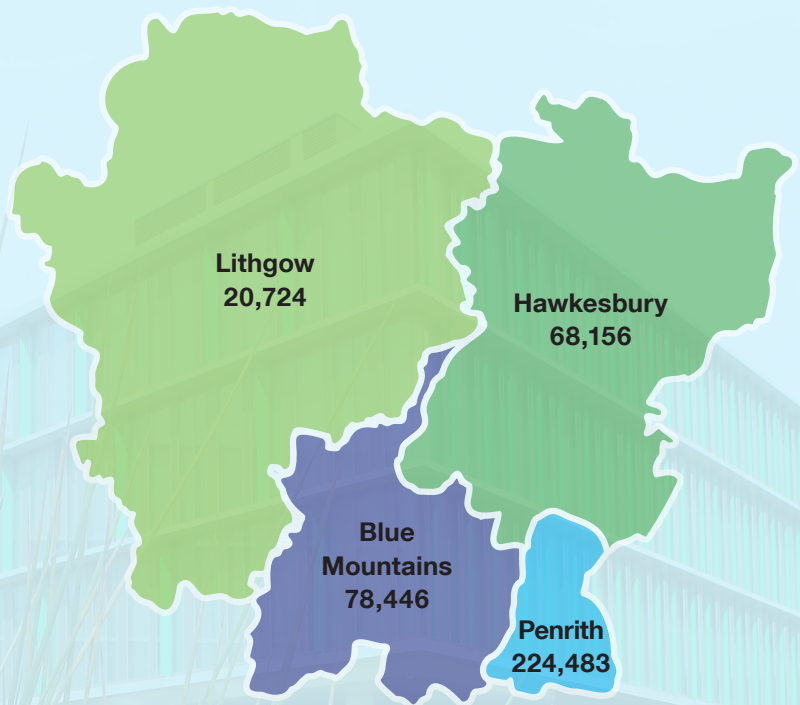 Lithgow
20,724
Hawkesbury
68,156
Blue
Mountains
78,446
Penrith
224,483